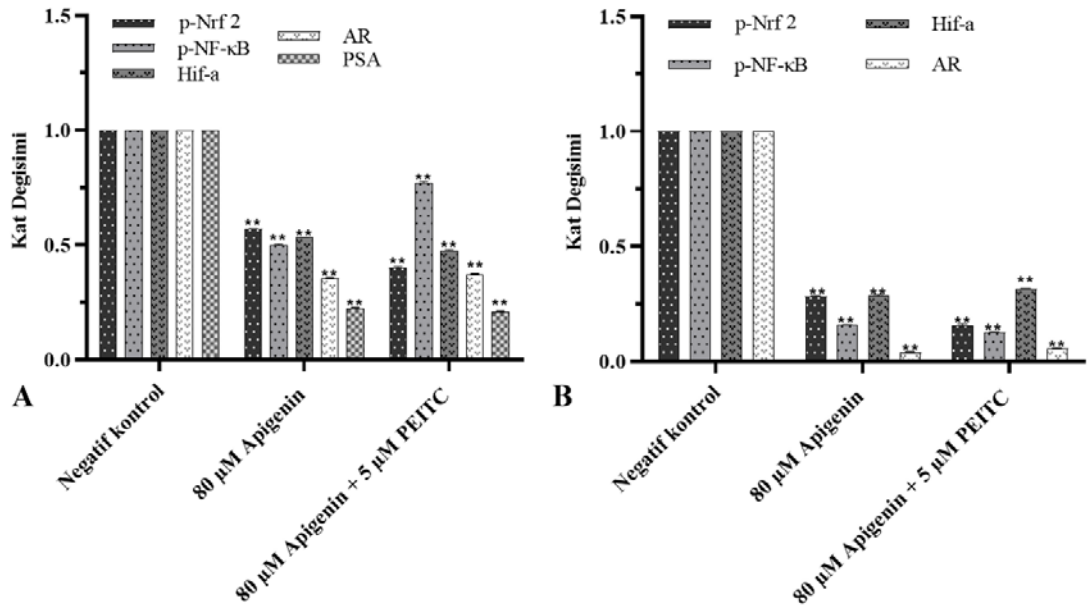 1.5
1.0
0.5
0.0
Kat Degisimi
p-Nrf 2
p-NF-κB
Hif-a
AR
PSA
** ** ** ** **
** ** ** ** **
Negatif kontrol
80 µM Apigenin
80 µM Apigenin + 5 µM PEITC
A
1.5
1.0
0.5
0.0
Kat Degisimi
p-Nrf 2
p-NF-κB
Hif-a
AR
** ** ** **
** ** ** **
Negatif kontrol
80 µM Apigenin
80 µM Apigenin + 5 µM PEITC
B